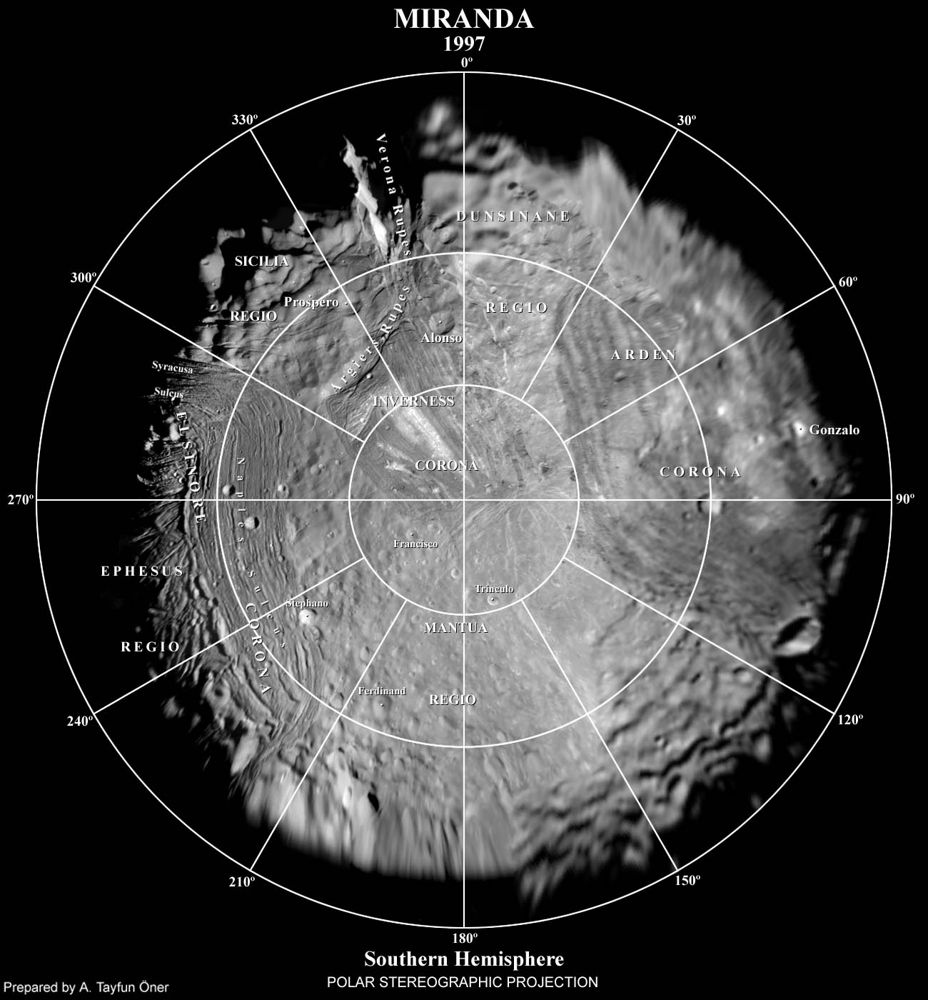 MIRANDA
1997
0º
330º
30º
Verona Rupes
DUNSINANE
SICILIA
300º
60º
Prospero
REGIO
REGIO
Argiers Rupes
Alonso
ARDEN
Syracusa
Sulcus
INVERNESS
ELSINORE
Gonzalo
Naples Sulcus
CORONA
CORONA
270º
90º
Francisco
EPHESUS
Trinculo
Stephano
CORONA
MANTUA
REGIO
Ferdinand
REGIO
240º
120º
210º
150º
180º
Southern Hemisphere
POLAR STEREOGRAPHIC PROJECTION
Prepared by A. Tayfun Öner